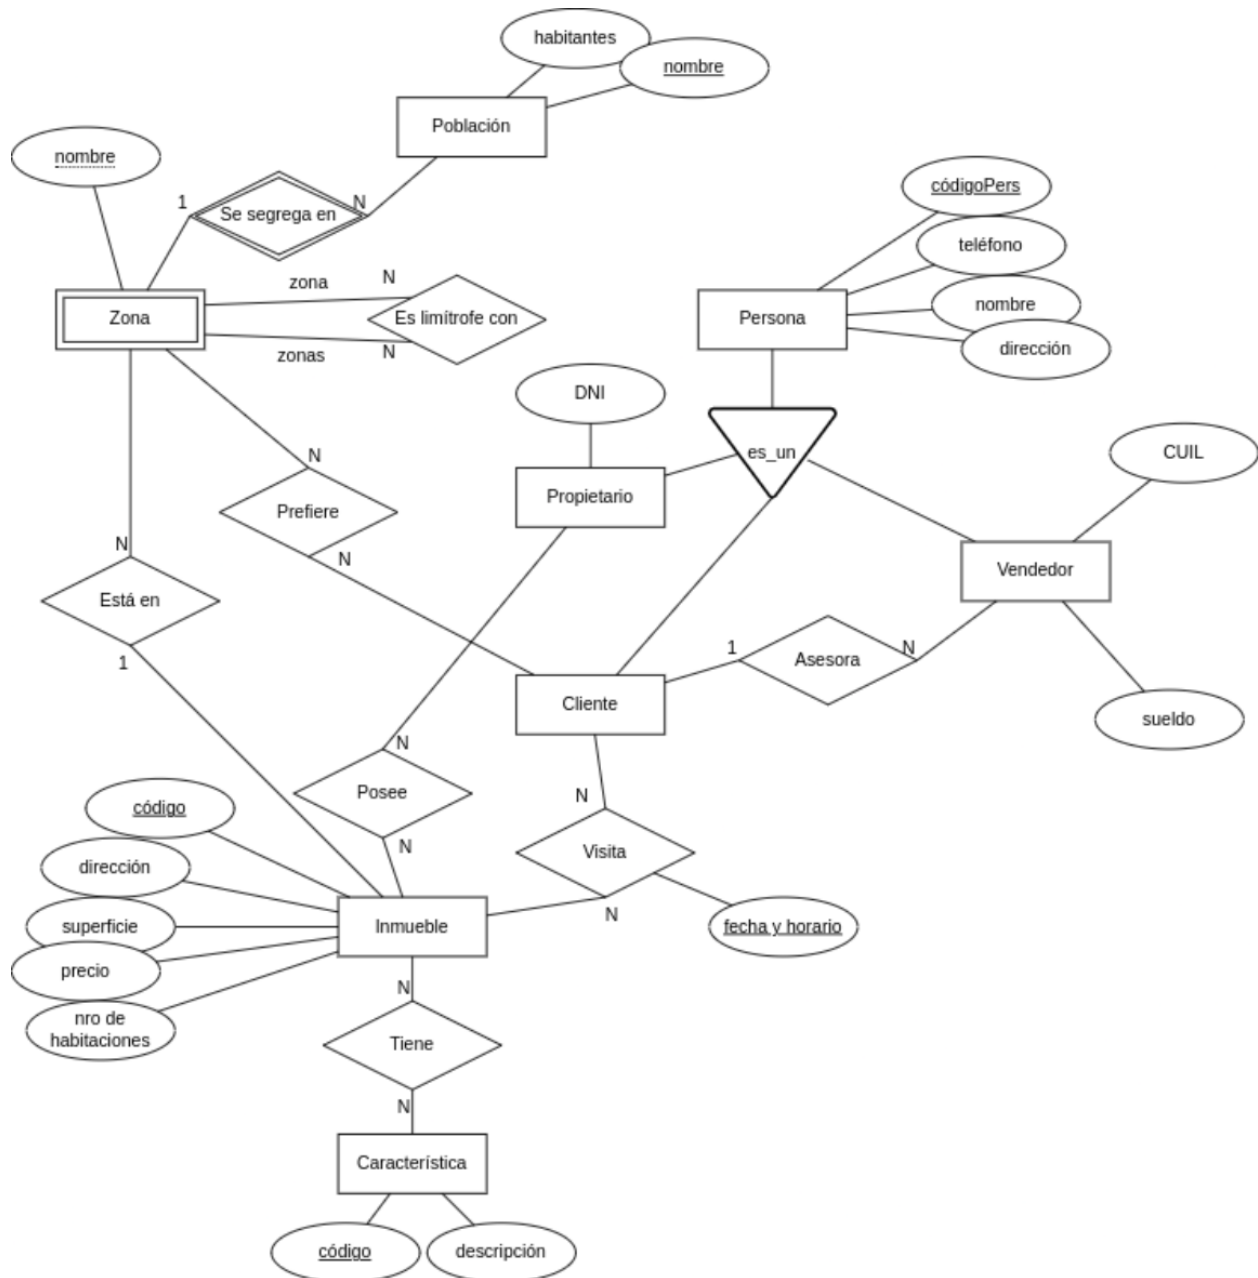 habitantes
nombre
Población
nombre
códigoPers
1
Se segrega en
N
teléfono
zona
N
nombre
Zona
Es limítrofe con
Persona
dirección
zonas
N
DNI
es_un
CUIL
N
Propietario
Prefiere
N
N
Vendedor
Está en
1
Asesora
N
1
Cliente
sueldo
N
Posee
N
N
código
Visita
dirección
N
superficie
Inmueble
fecha y horario
precio
N
nro de
habitaciones
Tiene
N
Característica
código
descripción